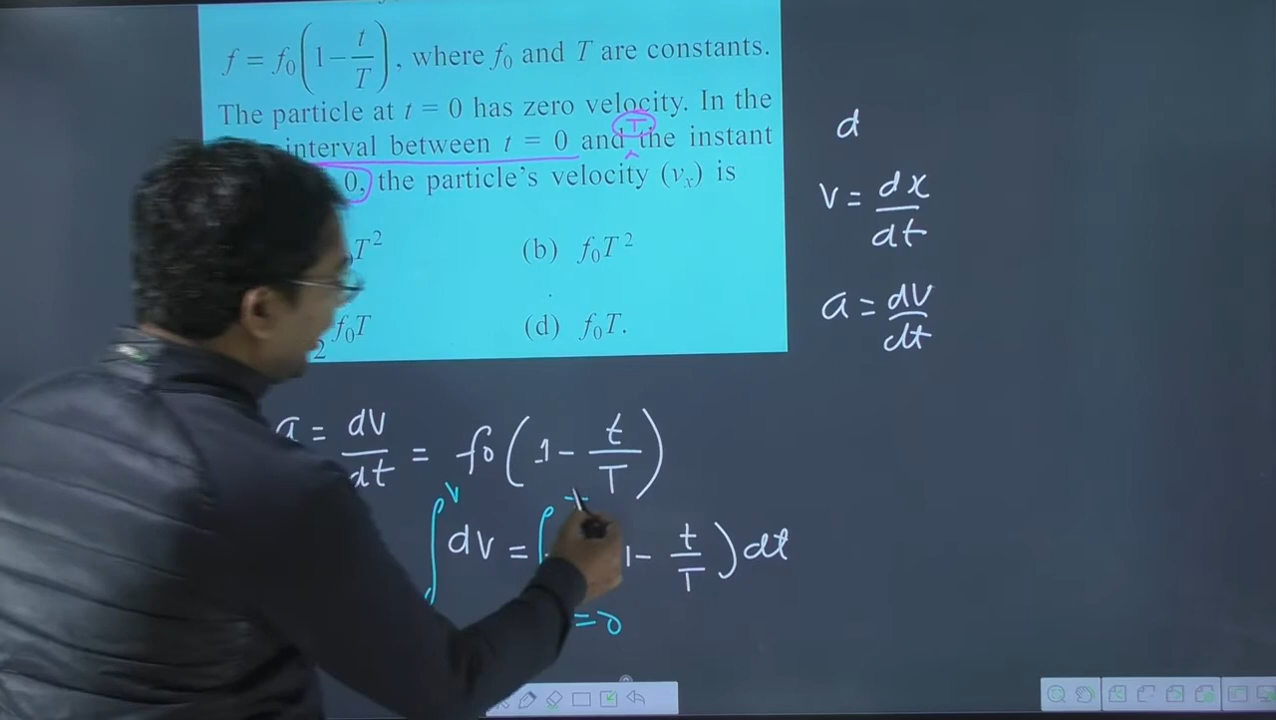 f = f₀(1 − t/T), where f₀ and T are constants.
The particle at t = 0 has zero velocity. In the
interval between t = 0 and T the instant
0, the particle's velocity (vₓ) is
T²
(b) f₀T²
2 f₀T
(d) f₀T.
d
v = dx/dt
a = dv/dt
a = dv/dt = f₀(1 − t/T)
∫ v dv = ∫ 1 − t/T) dt
= 0